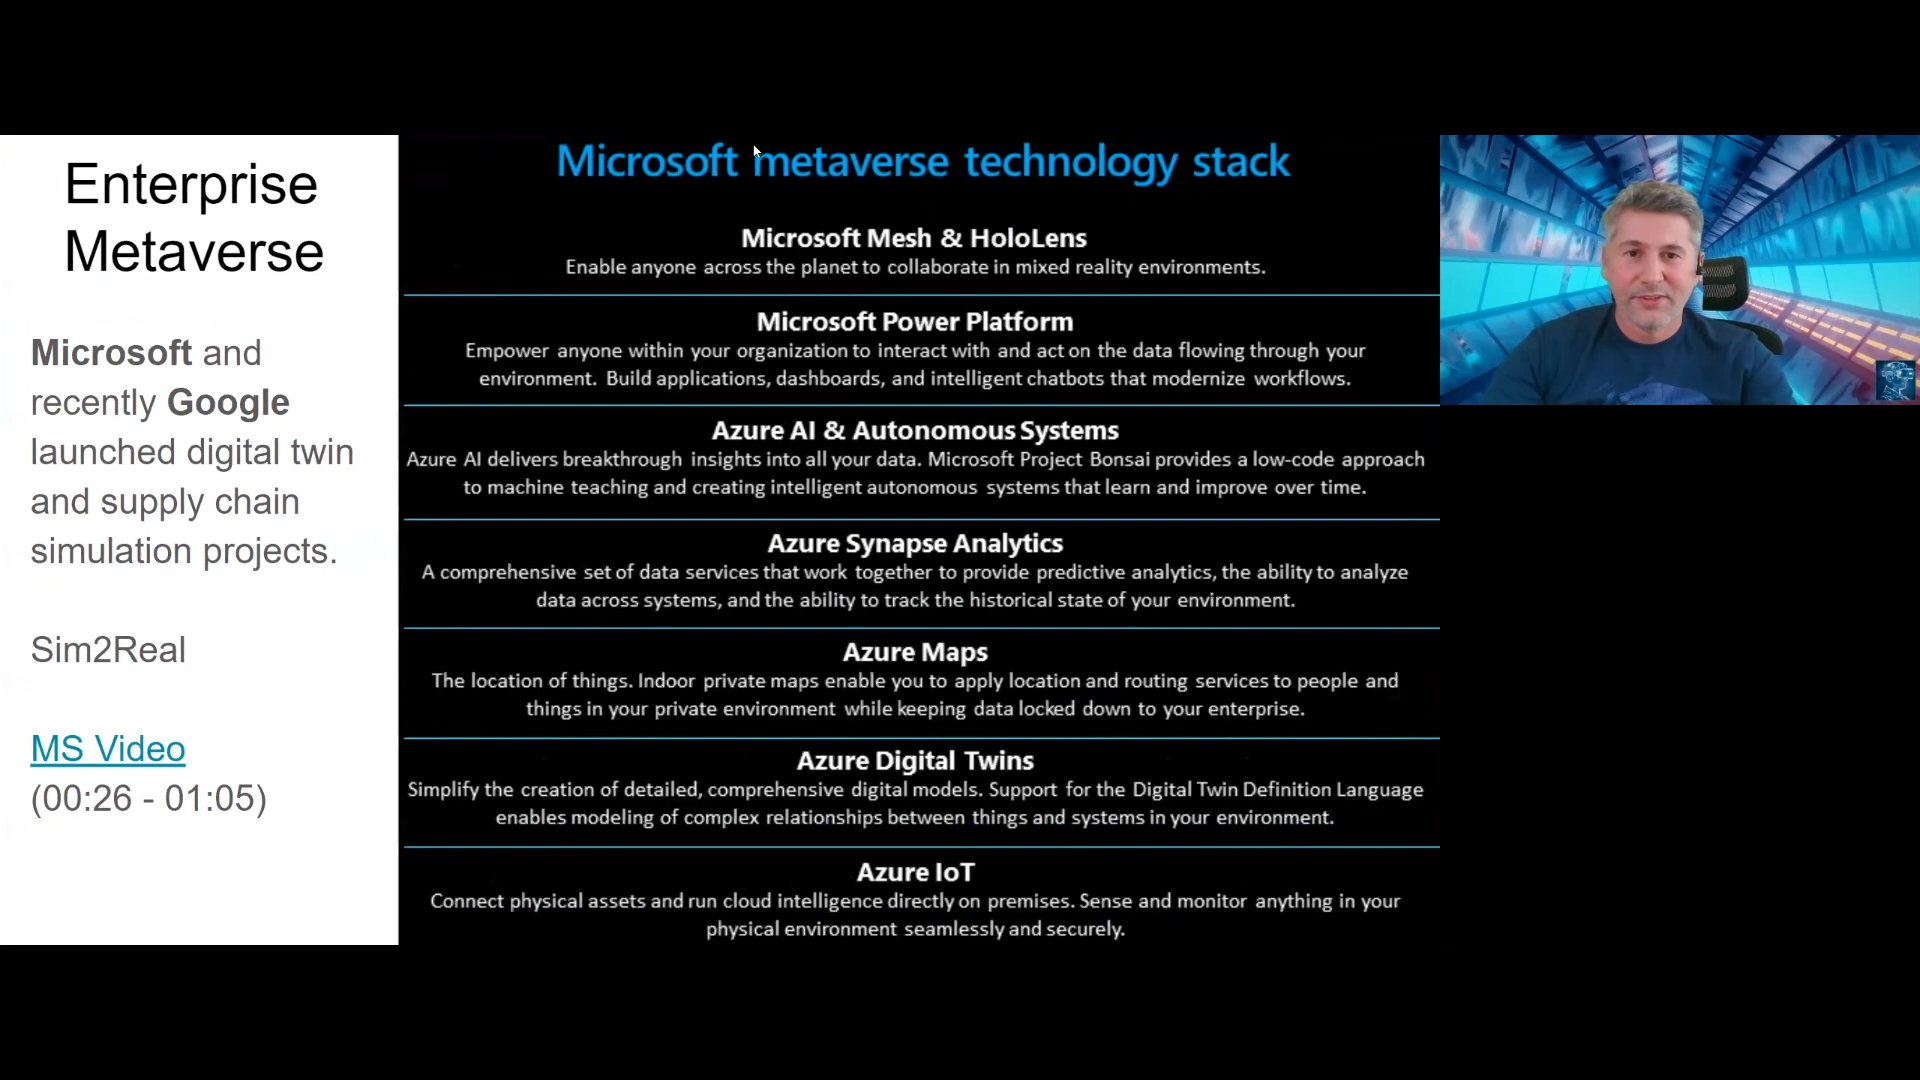 Enterprise
Metaverse
Microsoft and
recently Google
launched digital twin
and supply chain
simulation projects.
Sim2Real
MS Video
(00:26 - 01:05)
Microsoft metaverse technology stack
Microsoft Mesh & HoloLens
Enable anyone across the planet to collaborate in mixed reality environments.
Microsoft Power Platform
Empower anyone within your organization to interact with and act on the data flowing through your
environment. Build applications, dashboards, and intelligent chatbots that modernize workflows.
Azure AI & Autonomous Systems
Azure AI delivers breakthrough insights into all your data. Microsoft Project Bonsai provides a low-code approach
to machine teaching and creating intelligent autonomous systems that learn and improve over time.
Azure Synapse Analytics
A comprehensive set of data services that work together to provide predictive analytics, the ability to analyze
data across systems, and the ability to track the historical state of your environment.
Azure Maps
The location of things. Indoor private maps enable you to apply location and routing services to people and
things in your private environment while keeping data locked down to your enterprise.
Azure Digital Twins
Simplify the creation of detailed, comprehensive digital models. Support for the Digital Twin Definition Language
enables modeling of complex relationships between things and systems in your environment.
Azure IoT
Connect physical assets and run cloud intelligence directly on premises. Sense and monitor anything in your
physical environment seamlessly and securely.